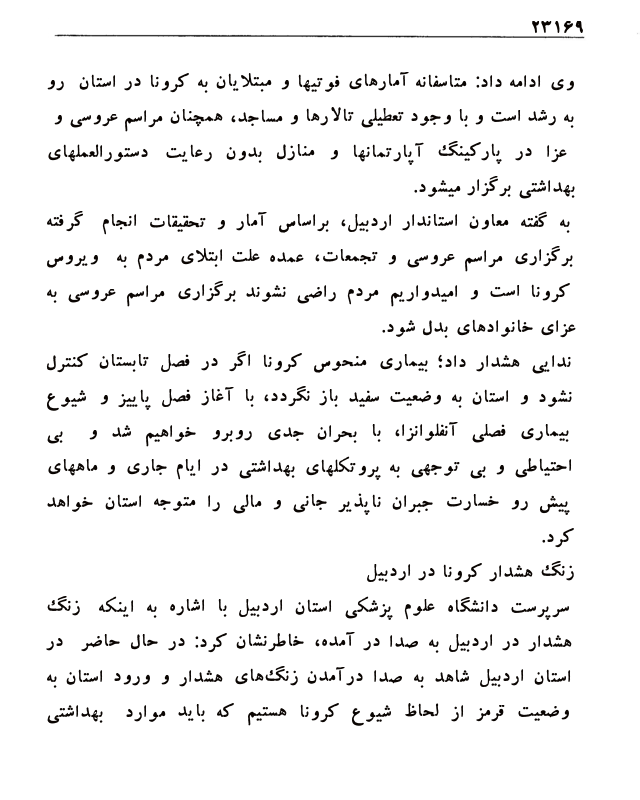 ۲۳۱۶۹
وی ادامه داد: متاسفانه آمارهای فوتیها و مبتلایان به کرونا در استان رو
به رشد است و با وجود تعطیلی تالارها و مساجد، همچنان مراسم عروسی و
عزا در پارکینگ آپارتمانها و منازل بدون رعایت دستورالعملهای
بهداشتی برگزار میشود.
به گفته معاون استاندار اردبیل، براساس آمار و تحقیقات انجام گرفته
برگزاری مراسم عروسی و تجمعات، عمده علت ابتلای مردم به ویروس
کرونا است و امیدواریم مردم راضی نشوند برگزاری مراسم عروسی به
عزای خانوادهای بدل شود.
ندایی هشدار داد؛ بیماری منحوس کرونا اگر در فصل تابستان کنترل
نشود و استان به وضعیت سفید باز نگردد، با آغاز فصل پاییز و شیوع
بیماری فصلی آنفلوانزا، با بحران جدی روبرو خواهیم شد و بی
احتیاطی و بی توجهی به پروتکلهای بهداشتی در ایام جاری و ماههای
پیش رو خسارت جبران ناپذیر جانی و مالی را متوجه استان خواهد
کرد.
زنگ هشدار کرونا در اردبیل
سرپرست دانشگاه علوم پزشکی استان اردبیل با اشاره به اینکه زنگ
هشدار در اردبیل به صدا در آمده، خاطرنشان کرد: در حال حاضر در
استان اردبیل شاهد به صدا درآمدن زنگ‌های هشدار و ورود استان به
وضعیت قرمز از لحاظ شیوع کرونا هستیم که باید موارد بهداشتی